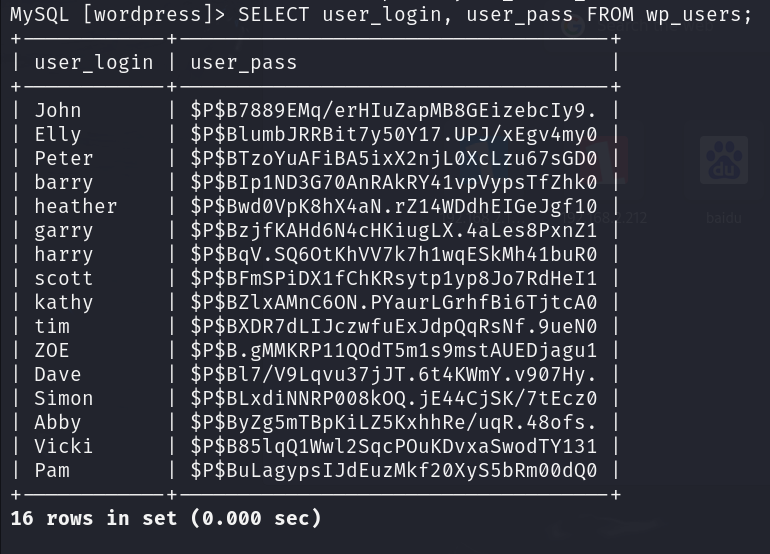 MySQL [wordpress]> SELECT user_login, user_pass FROM wp_users;
+------------+------------------------------------+
| user_login | user_pass                          |
+------------+------------------------------------+
| John       | $P$B7889EMq/erHIuZapMB8GEizebcIy9. |
| Elly       | $P$BlumbJRRBit7y50Y17.UPJ/xEgv4my0 |
| Peter      | $P$BTzoYuAFiBA5ixX2njL0XcLzu67sGD0 |
| barry      | $P$BIp1ND3G70AnRAkRY41vpVypsTfZhk0 |
| heather    | $P$Bwd0VpK8hX4aN.rZ14WDdhEIGeJgf10 |
| garry      | $P$BzjfKAHd6N4cHKiugLX.4aLes8PxnZ1 |
| harry      | $P$BqV.SQ6OtKhVV7k7h1wqESkMh41buR0 |
| scott      | $P$BFmSPiDX1fChKRsytp1yp8Jo7RdHeI1 |
| kathy      | $P$BZlxAMnC6ON.PYaurLGrhfBi6TjtcA0 |
| tim        | $P$BXDR7dLIJczwfuExJdpQqRsNf.9ueN0 |
| ZOE        | $P$B.gMMKRP11QOdT5m1s9mstAUEDjagu1 |
| Dave       | $P$Bl7/V9Lqvu37jJT.6t4KWmY.v907Hy. |
| Simon      | $P$BLxdiNNRP008kOQ.jE44CjSK/7tEcz0 |
| Abby       | $P$ByZg5mTBpKiLZ5KxhhRe/uqR.48ofs. |
| Vicki      | $P$B85lqQ1Wwl2SqcPOuKDvxaSwodTY131 |
| Pam        | $P$BuLagypsIJdEuzMkf20XyS5bRm00dQ0 |
+------------+------------------------------------+
16 rows in set (0.000 sec)
du
baidu